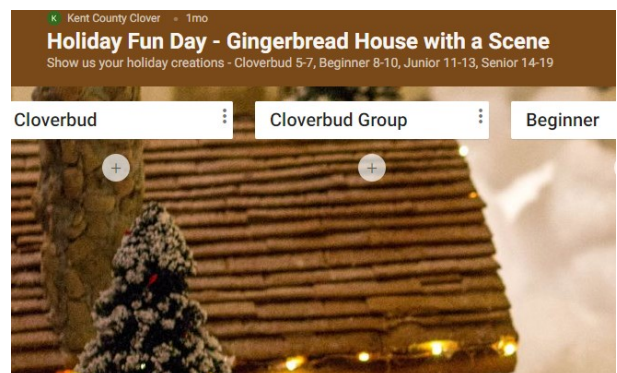 K Kent County Clover • 1mo
Holiday Fun Day - Gingerbread House with a Scene
Show us your holiday creations - Cloverbud 5-7, Beginner 8-10, Junior 11-13, Senior 14-19
Cloverbud
Cloverbud Group
Beginner